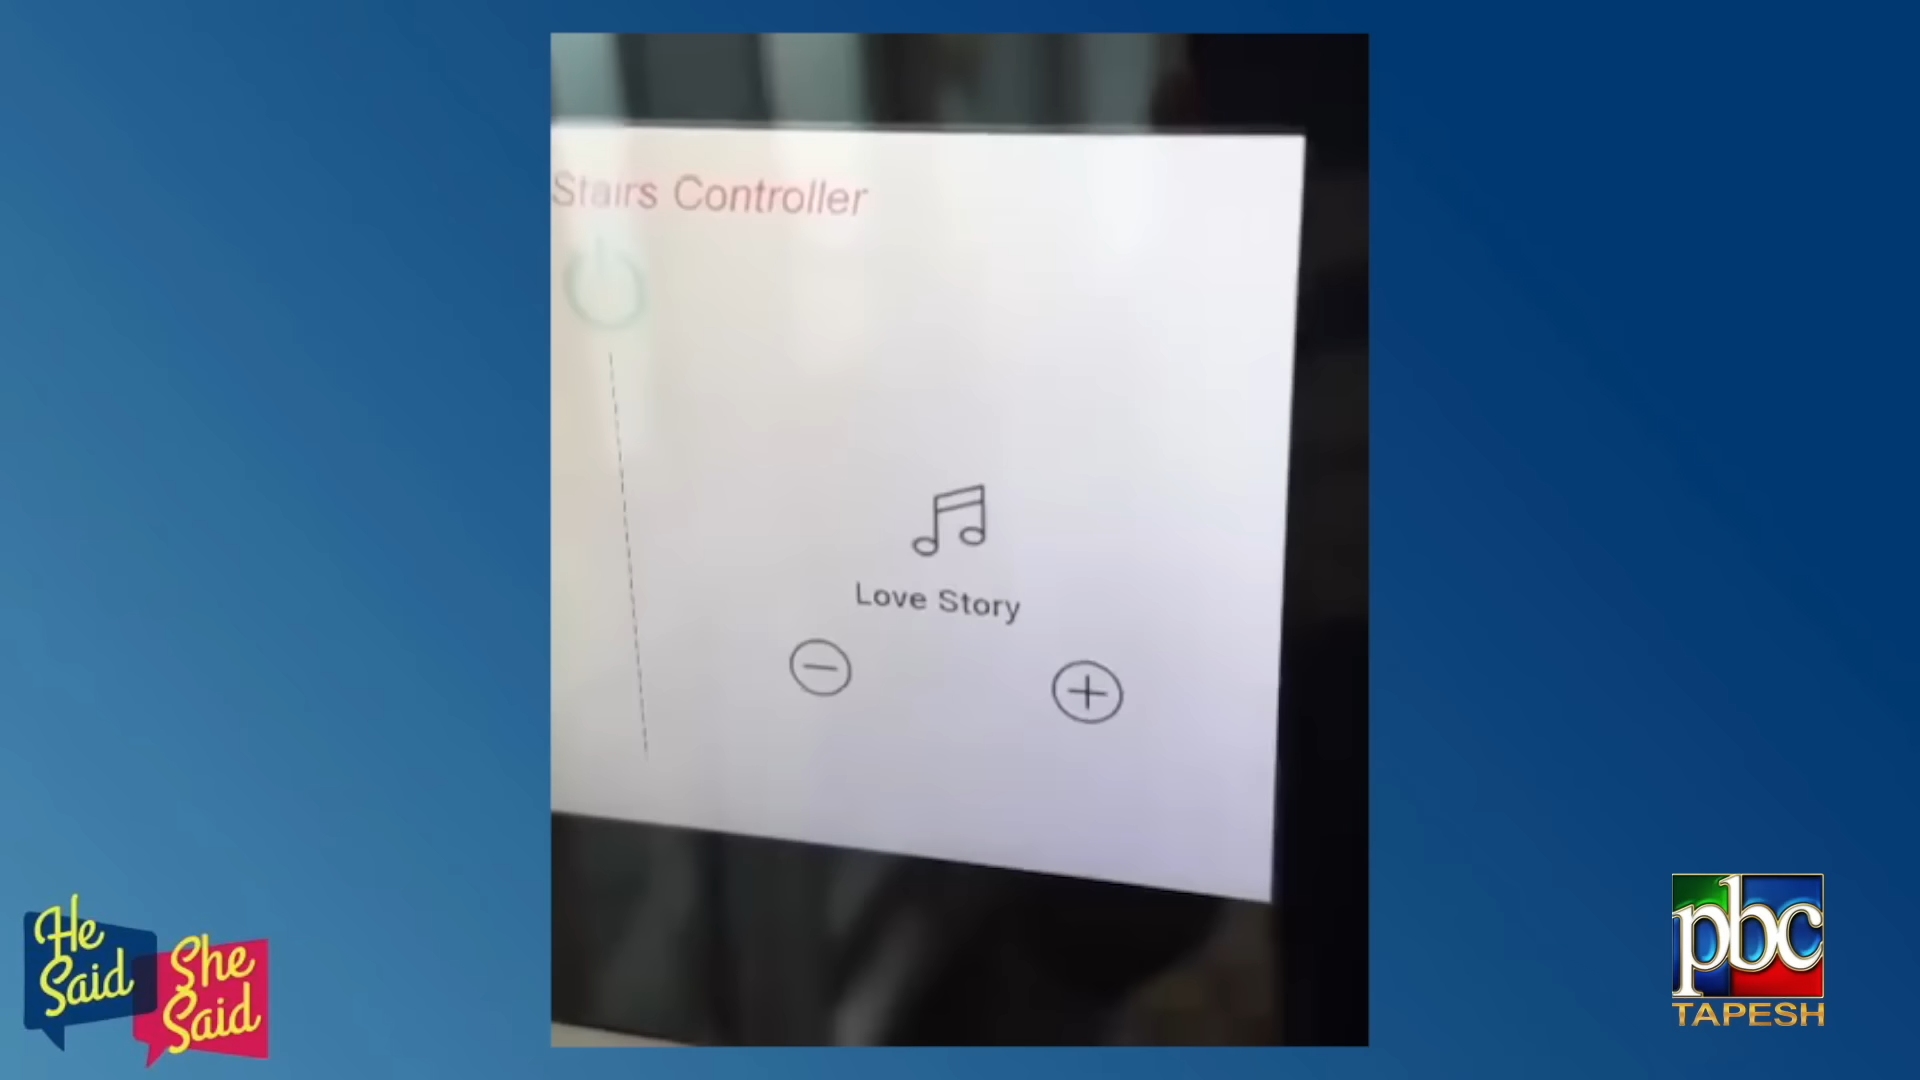 Stairs Controller
Love Story
He
Said
She
Said
pbc
TAPESH